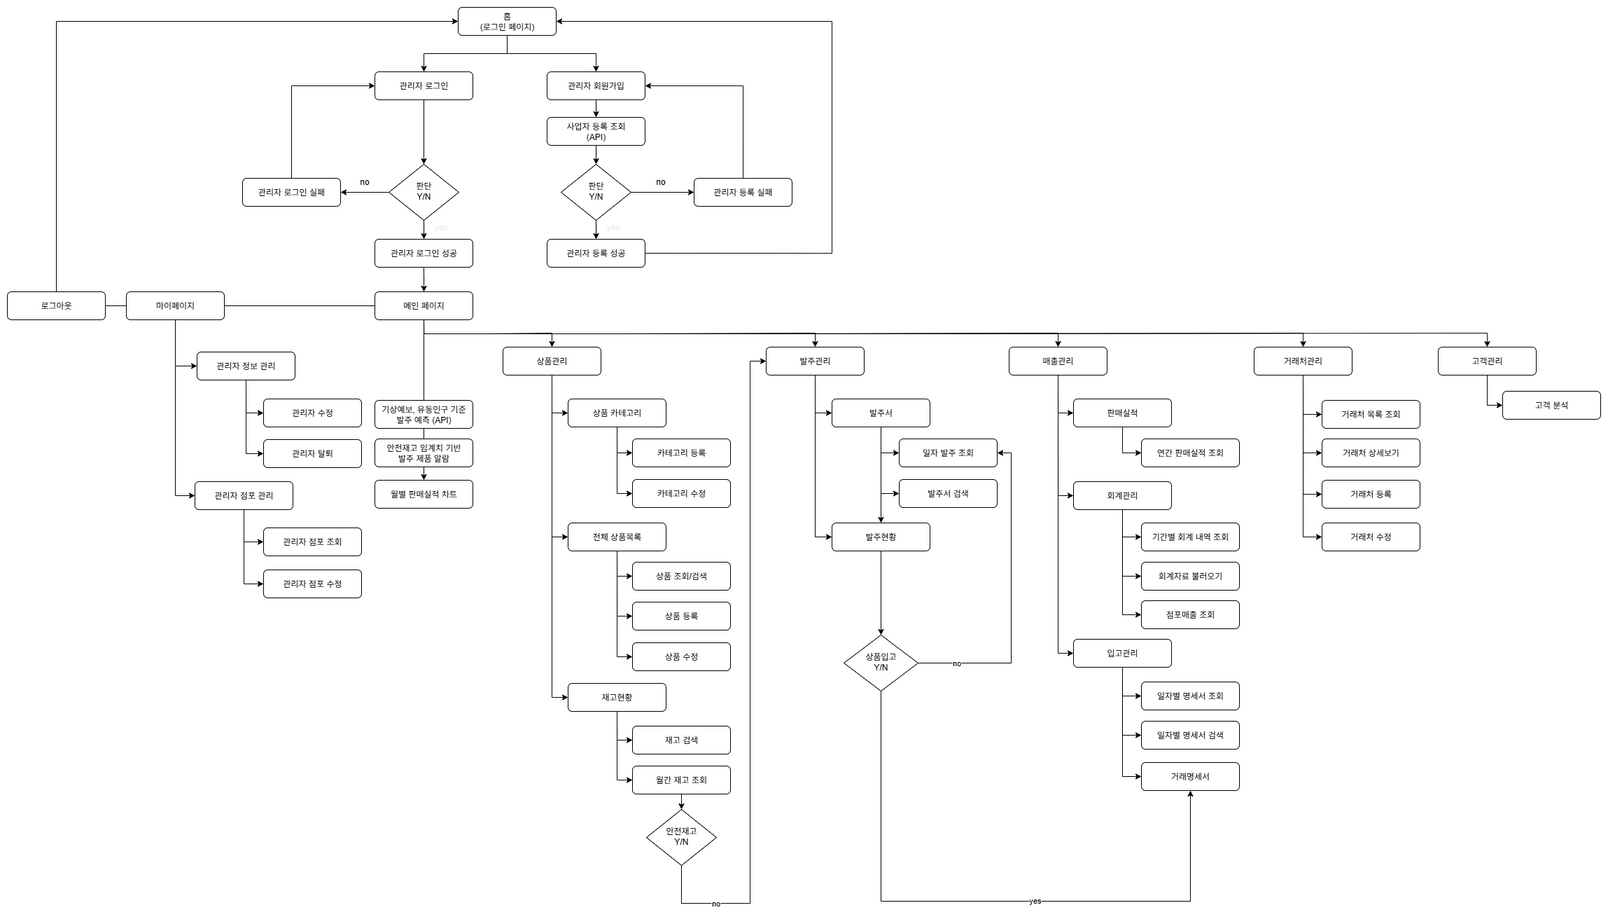 홈
(로그인 페이지)
관리자 로그인
관리자 회원가입
사업자 등록 조회
(API)
관리자 로그인 실패
no
판단
Y/N
판단
Y/N
no
관리자 등록 실패
yes
yes
관리자 로그인 성공
관리자 등록 성공
로그아웃
마이페이지
메인 페이지
관리자 정보 관리
관리자 수정
관리자 탈퇴
관리자 점포 관리
관리자 점포 조회
관리자 점포 수정
기상예보, 유동인구 기준
발주 예측 (API)
안전재고 임계치 기반
발주 제품 알람
월별 판매실적 차트
상품관리
상품 카테고리
카테고리 등록
카테고리 수정
전체 상품목록
상품 조회/검색
상품 등록
상품 수정
재고현황
재고 검색
월간 재고 조회
안전재고
Y/N
no
발주관리
발주서
일자 발주 조회
발주서 검색
발주현황
상품입고
Y/N
no
yes
매출관리
판매실적
연간 판매실적 조회
회계관리
기간별 회계 내역 조회
회계자료 불러오기
점포매출 조회
입고관리
일자별 명세서 조회
일자별 명세서 검색
거래명세서
거래처관리
거래처 목록 조회
거래처 상세보기
거래처 등록
거래처 수정
고객관리
고객 분석